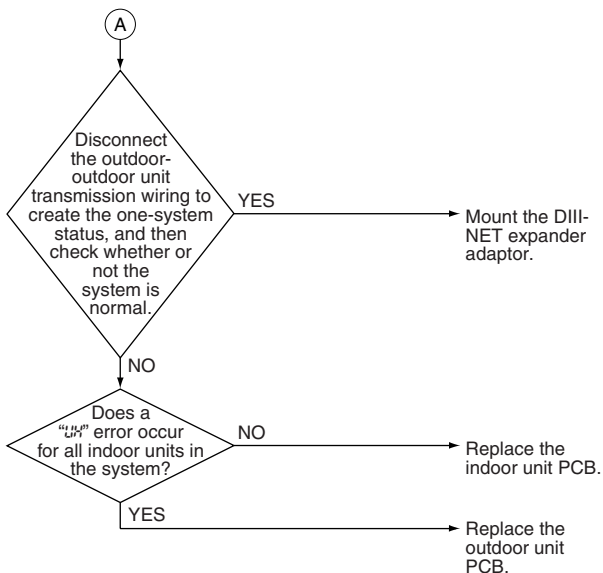 A
Disconnect
the outdoor-
outdoor unit
transmission wiring to
create the one-system
status, and then
check whether or
not the
system is
normal.
YES
Mount the DIII-
NET expander
adaptor.
NO
Does a
“UH” error occur
for all indoor units in
the system?
NO
Replace the
indoor unit PCB.
YES
Replace the
outdoor unit
PCB.